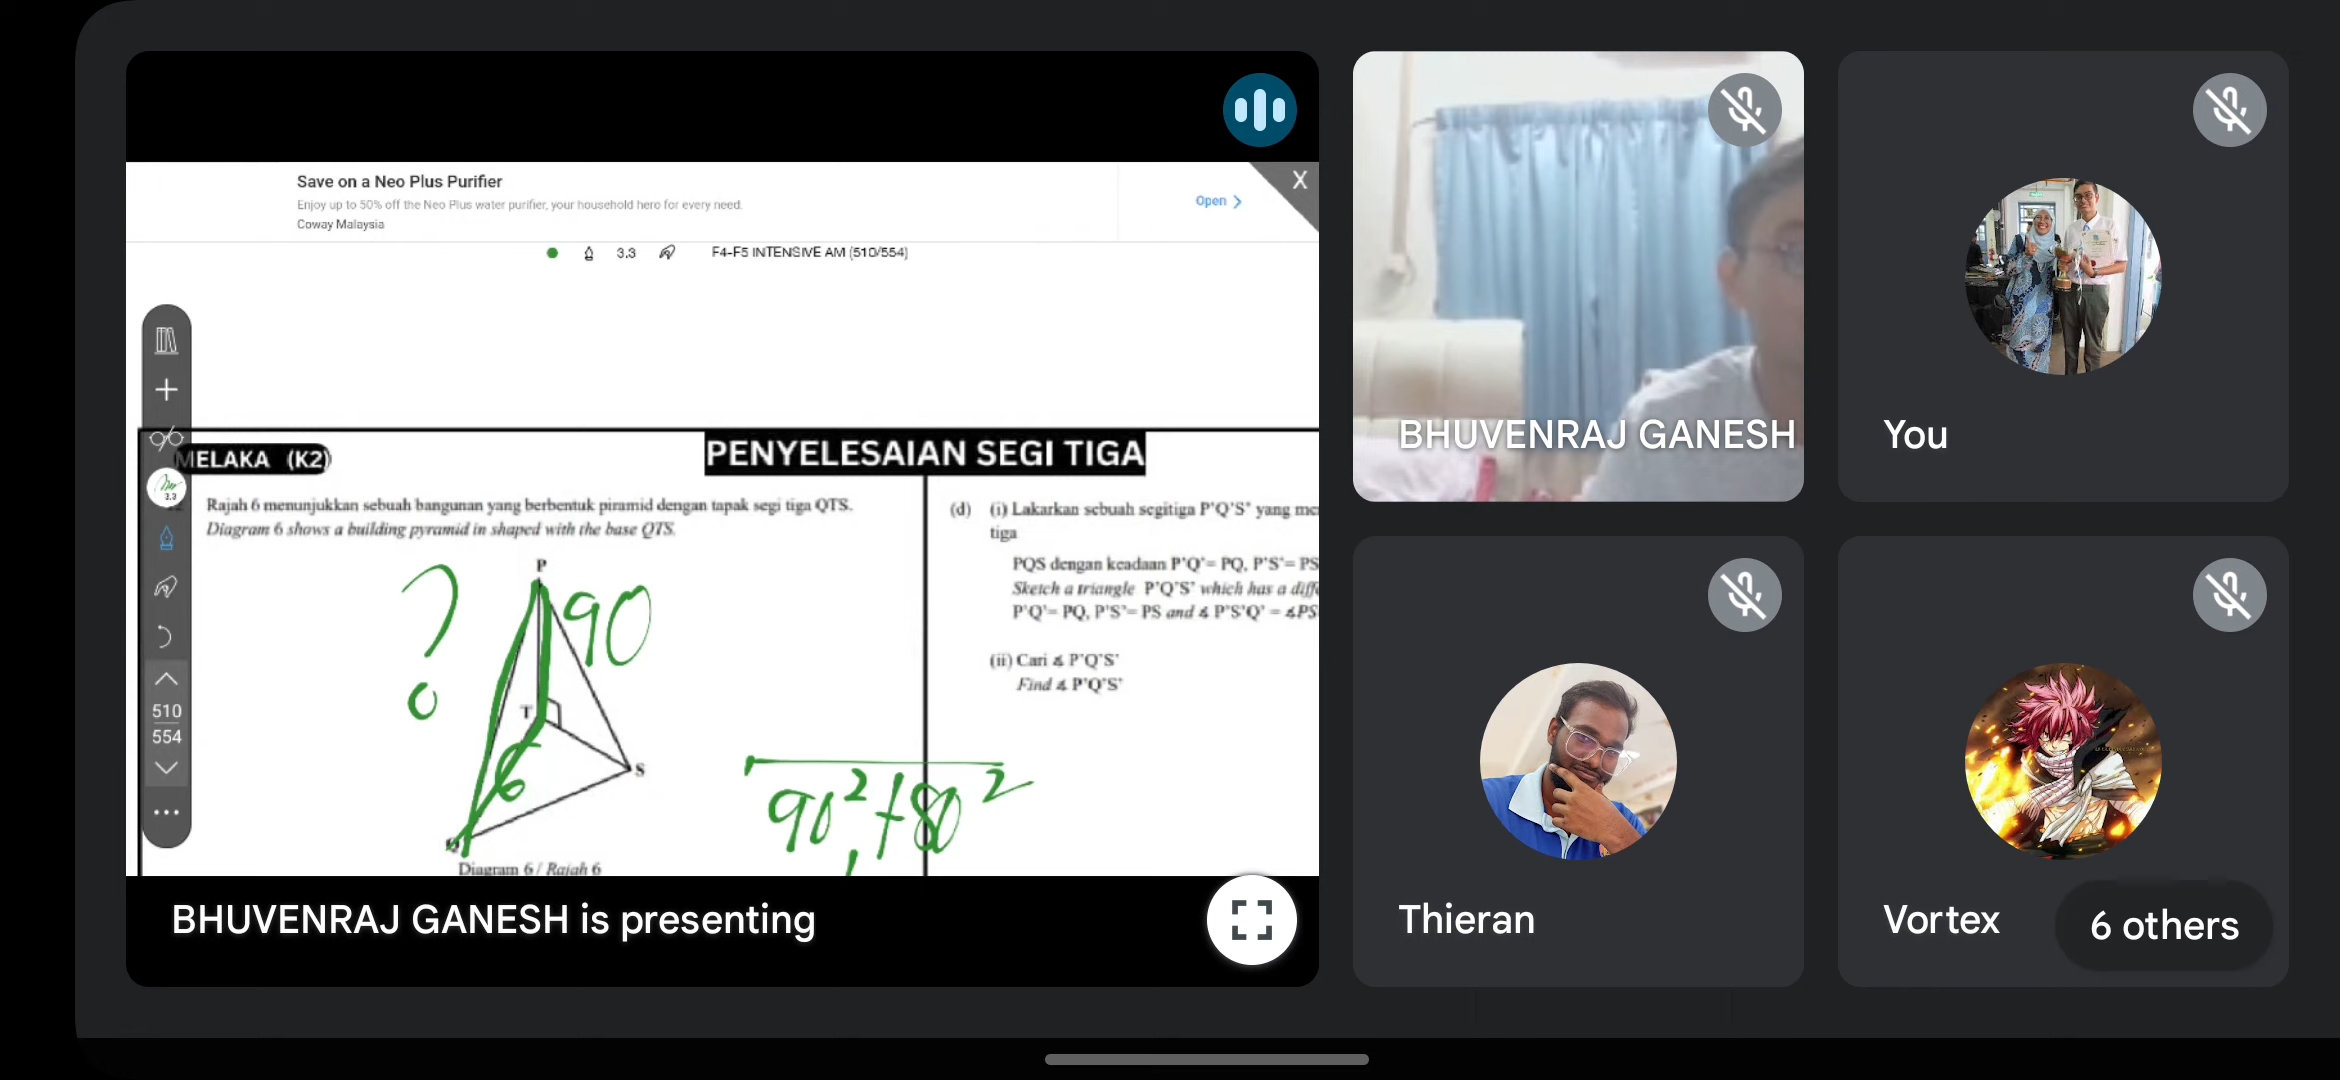 Save on a Neo Plus Purifier
Enjoy up to 50% off the Neo Plus water purifier, your household hero for every need.
Coway Malaysia
Open
X
3.3 F4-F5 INTENSIVE AM (510/554)
MELAKA (K2)
PENYELESAIAN SEGI TIGA
3.3
Rajah 6 menunjukkan sebuah bangunan yang berbentuk piramid dengan tapak segi tiga QTS.
Diagram 6 shows a building pyramid in shaped with the base QTS.
P
?
90
T
S
Q
Diagram 6 / Rajah 6
90² + 80²
(d) (i) Lakarkan sebuah segitiga P'Q'S' yang
tiga
PQS dengan keadaan P'Q'= PQ, P'S'= PS
Sketch a triangle P'Q'S' which has a
P'Q'= PQ, P'S'= PS and ∡ P'S'Q' =
(ii) Cari ∡ P'Q'S'
Find ∡ P'Q'S'
510
554
BHUVENRAJ GANESH is presenting
BHUVENRAJ GANESH
You
Thieran
Vortex
6 others